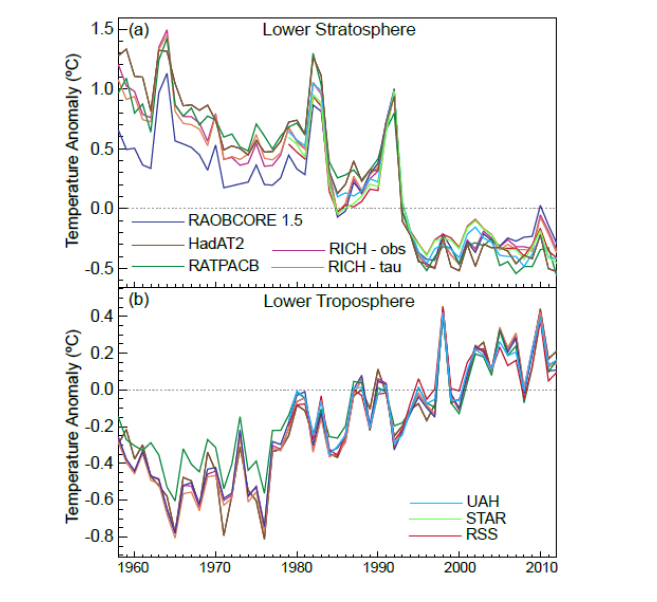 (a) Lower Stratosphere
Temperature Anomaly (ºC)
1.5
1.0
0.5
0.0
-0.5
RAOBCORE 1.5
HadAT2
RATPACB
RICH - obs
RICH - tau
(b) Lower Troposphere
Temperature Anomaly (ºC)
0.4
0.2
0.0
-0.2
-0.4
-0.6
-0.8
UAH
STAR
RSS
1960 1970 1980 1990 2000 2010